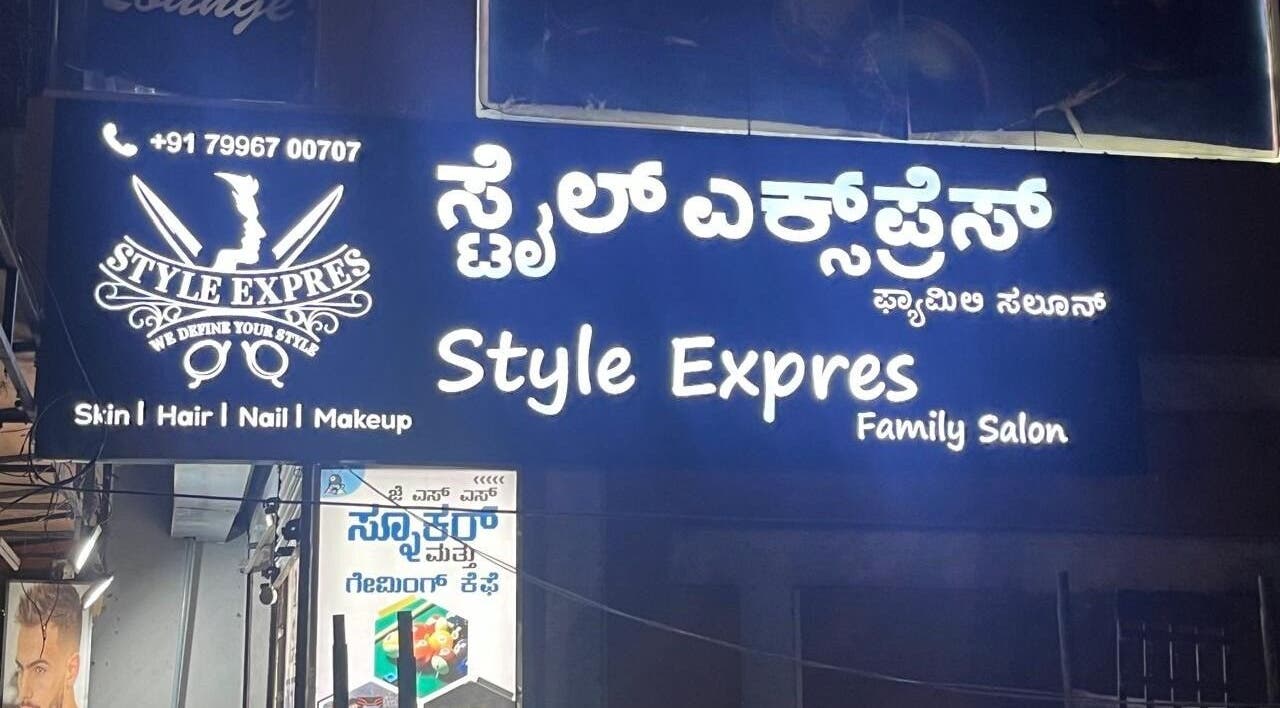 Lounge
+91 79967 00707
STYLE EXPRES
WE DEFINE YOUR STYLE
Skin | Hair | Nail | Makeup
ಸ್ಟೈಲ್ ಎಕ್ಸ್‌ಪ್ರೆಸ್
ಫ್ಯಾಮಿಲಿ ಸಲೂನ್
Style Expres
Family Salon
<<<<<
ಜೆ ಎಸ್ ಎಸ್
ಸ್ನೂಕರ್
ಮತ್ತು
ಗೇಮಿಂಗ್ ಕೆಫೆ